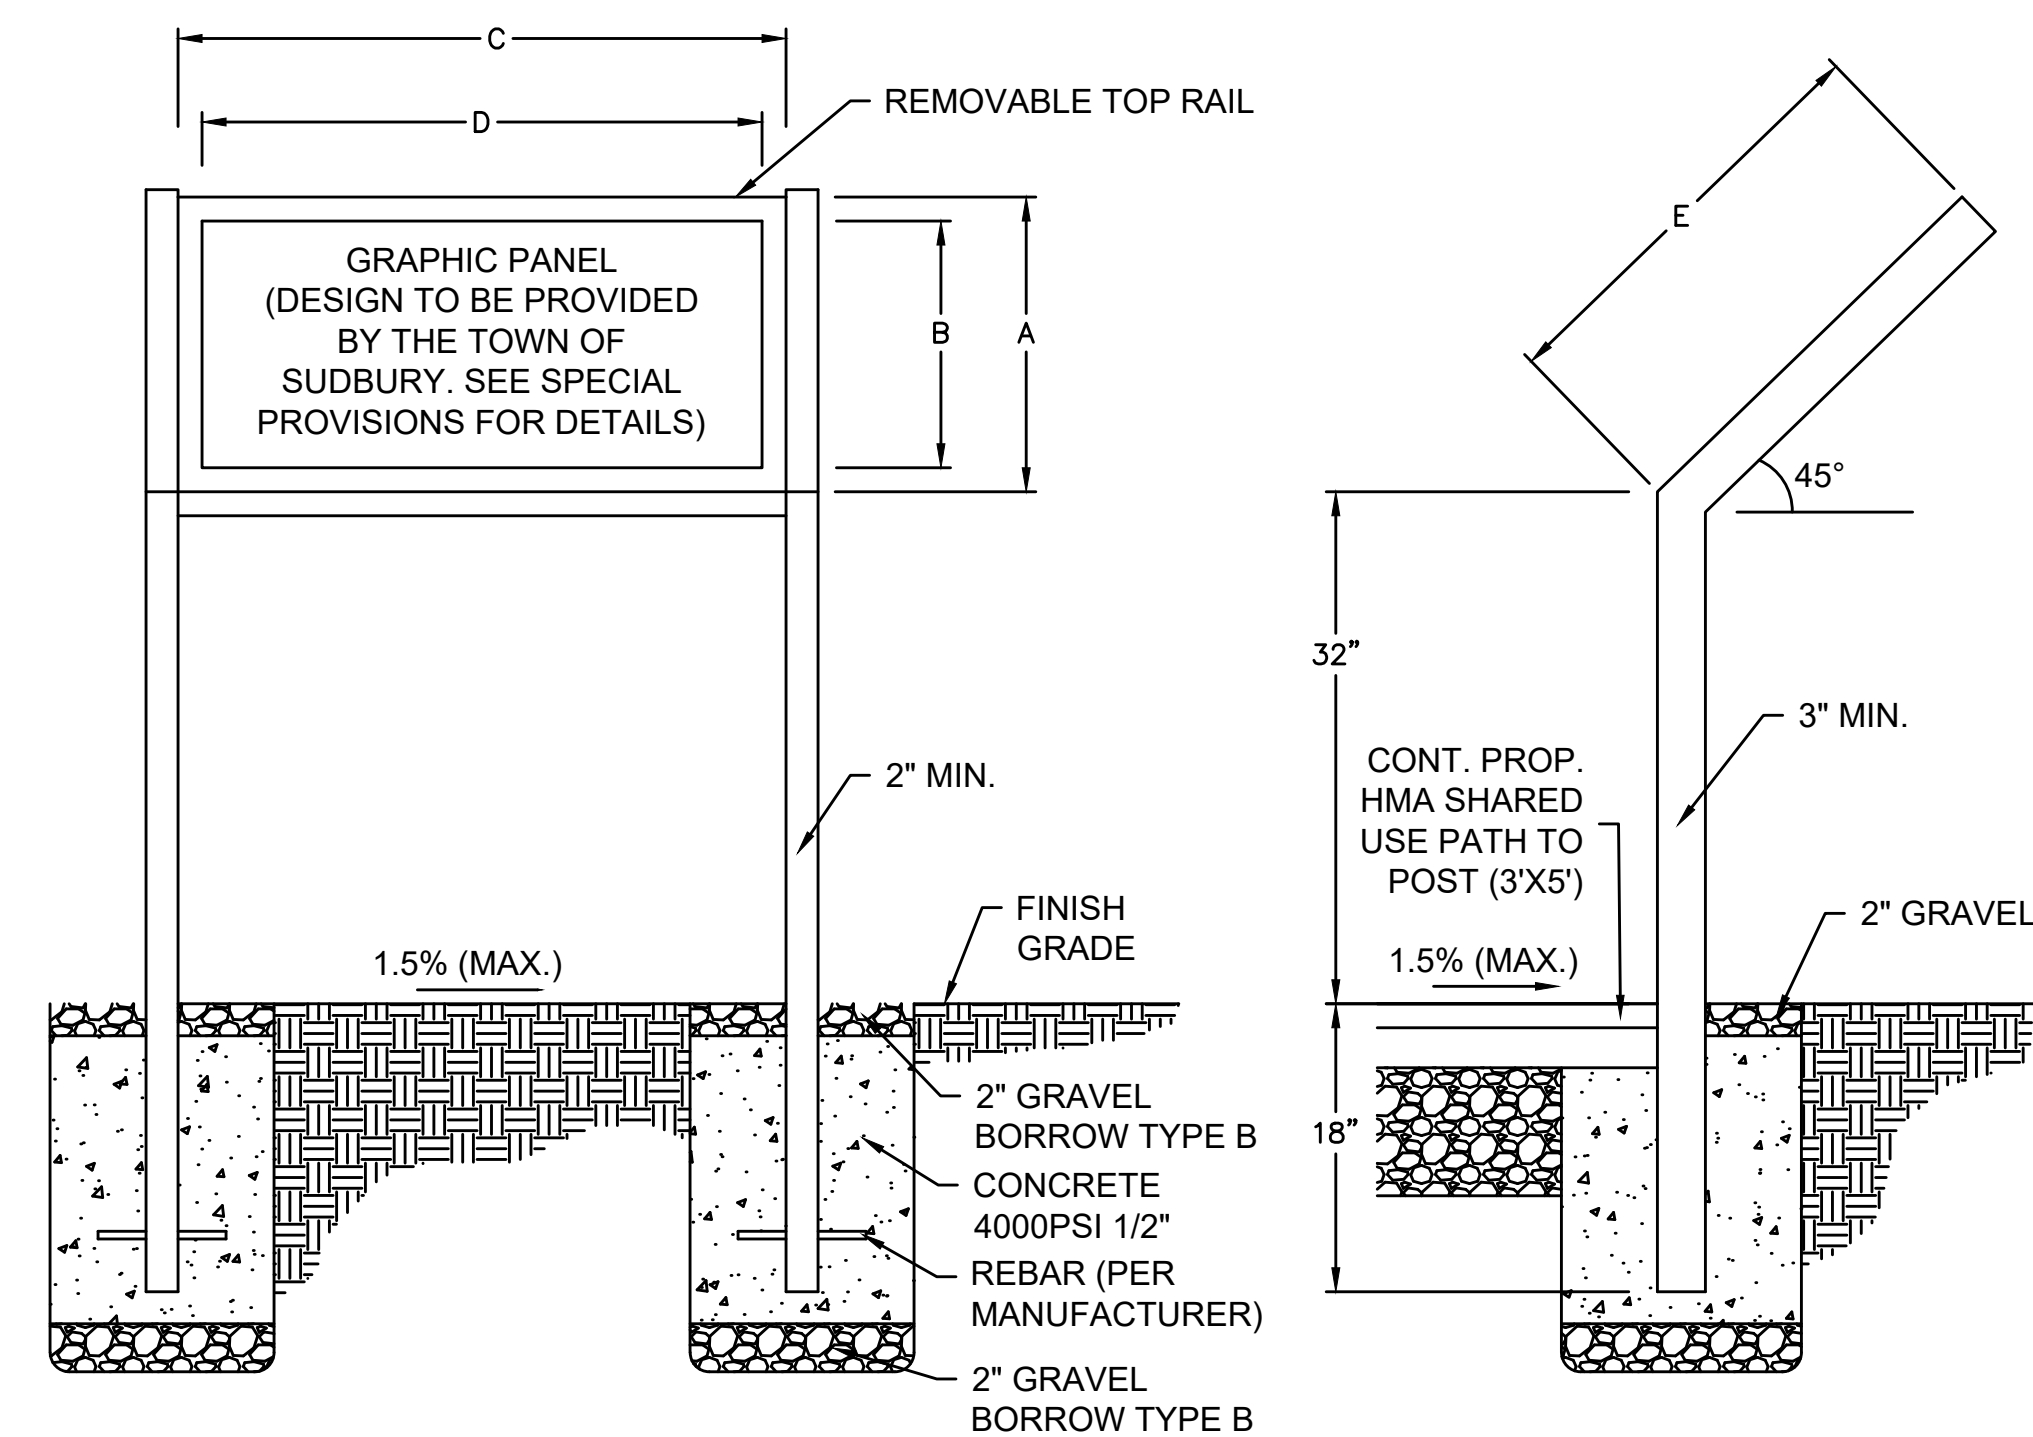 C
D
REMOVABLE TOP RAIL
GRAPHIC PANEL
(DESIGN TO BE PROVIDED
BY THE TOWN OF
SUDBURY. SEE SPECIAL
PROVISIONS FOR DETAILS)
B
A
2" MIN.
FINISH
GRADE
1.5% (MAX.)
2" GRAVEL
BORROW TYPE B
CONCRETE
4000PSI 1/2"
REBAR (PER
MANUFACTURER)
2" GRAVEL
BORROW TYPE B
E
45°
32”
3" MIN.
CONT. PROP.
HMA SHARED
USE PATH TO
POST (3'X5')
2" GRAVEL
1.5% (MAX.)
18”